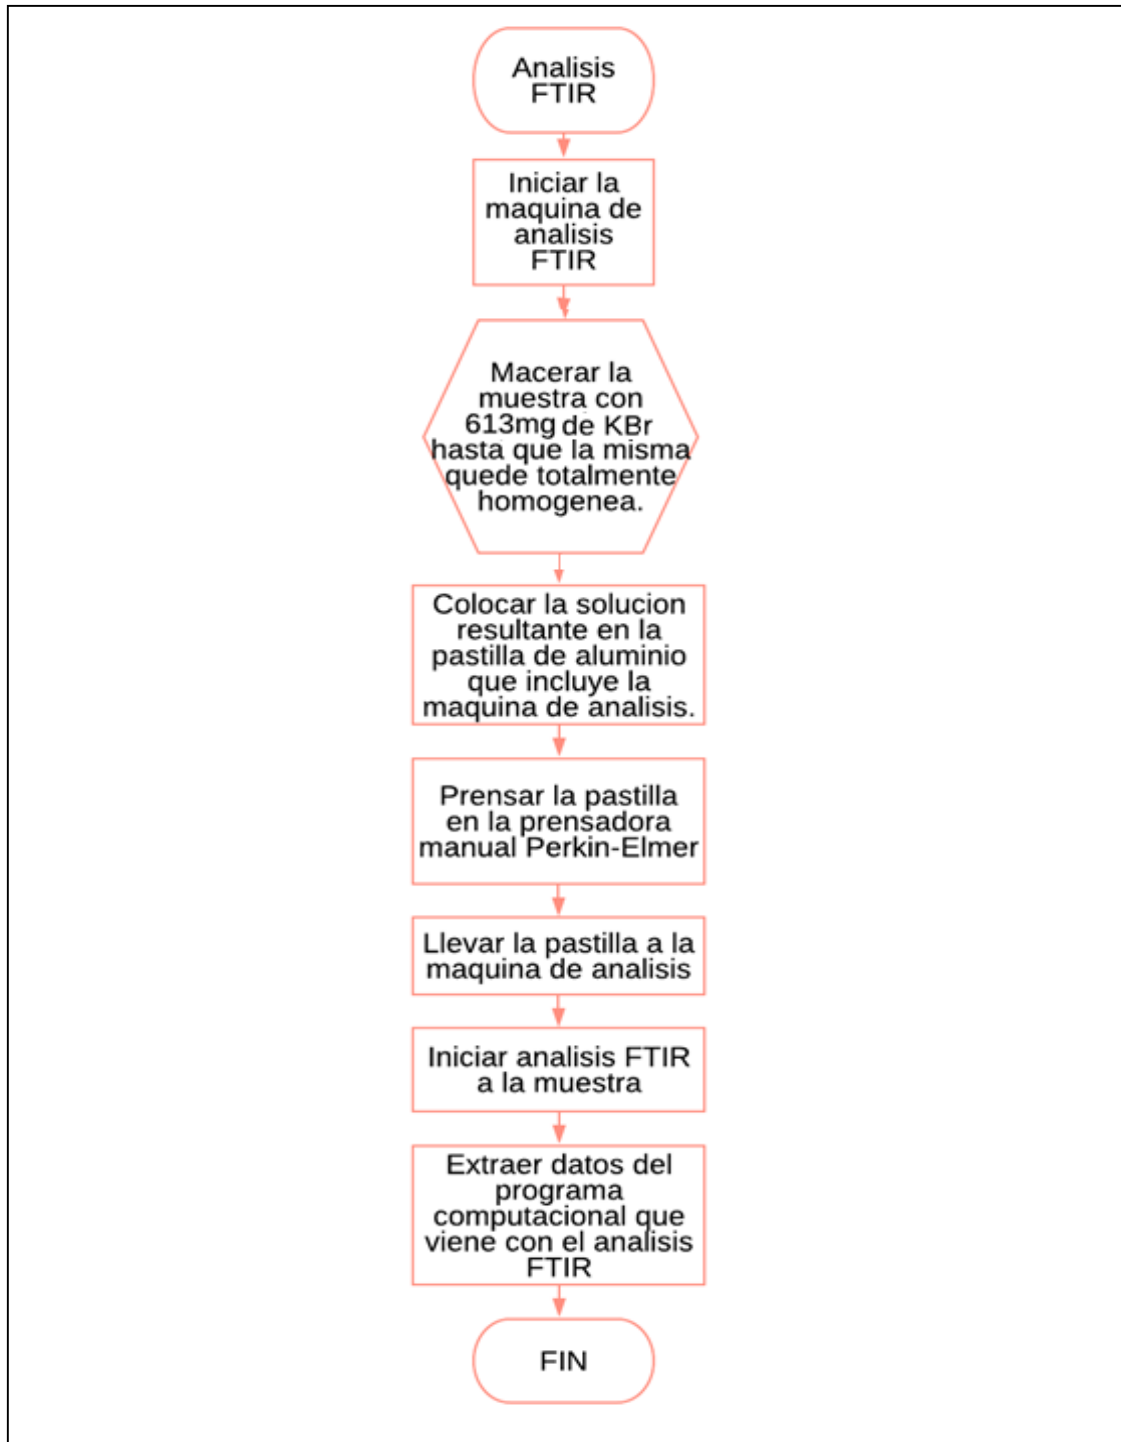 Analisis
FTIR
Iniciar la
maquina de
analisis
FTIR
Macerar la
muestra con
613mg de KBr
hasta que la misma
quede totalmente
homogenea.
Colocar la solucion
resultante en la
pastilla de aluminio
que incluye la
maquina de analisis.
Prensar la pastilla
en la prensadora
manual Perkin-Elmer
Llevar la pastilla a la
maquina de analisis
Iniciar analisis FTIR
a la muestra
Extraer datos del
programa
computacional que
viene con el analisis
FTIR
FIN